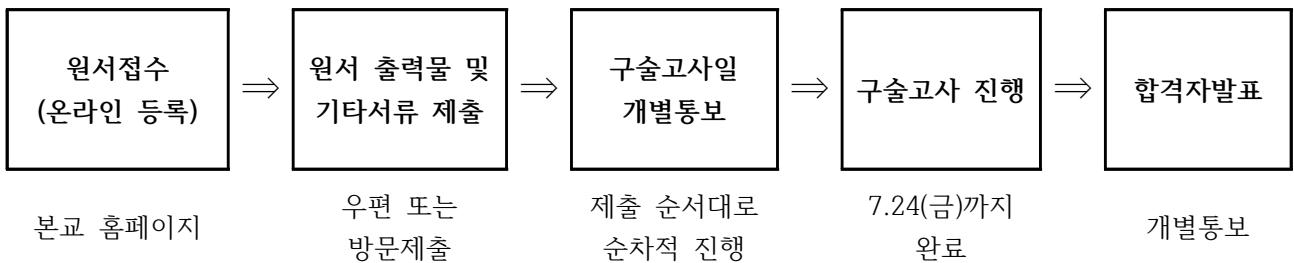 원서접수
(온라인 등록)
⇒
원서 출력물 및
기타서류 제출
⇒
구술고사일
개별통보
⇒
구술고사 진행
⇒
합격자발표
본교 홈페이지
우편 또는
방문제출
제출 순서대로
순차적 진행
7.24(금)까지
완료
개별통보